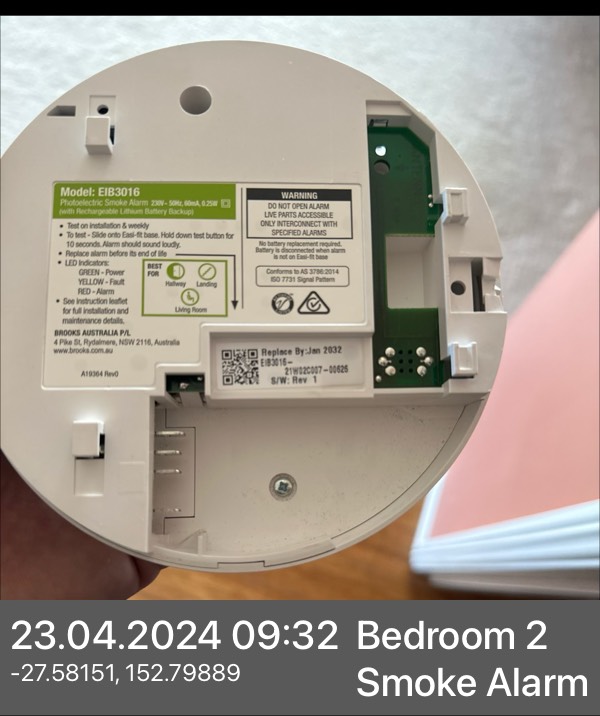 Model: EIB3016
Photoelectric Smoke Alarm 230V~ 50Hz, 60mA, 0.25W
(with Rechargeable Lithium Battery Backup)
• Test on installation & weekly
• To test - Slide onto Easi-fit base. Hold down test button for
10 seconds. Alarm should sound loudly.
• Replace alarm before its end of life
• LED Indicators:
GREEN - Power
YELLOW - Fault
RED - Alarm
• See instruction leaflet
for full installation and
maintenance details.
BEST
FOR
Hallway
Landing
Living Room
BROOKS AUSTRALIA P/L
4 Pike St, Rydalmere, NSW 2116, Australia
www.brooks.com.au
A19364 Rev0
WARNING
DO NOT OPEN ALARM
LIVE PARTS ACCESSIBLE
ONLY INTERCONNECT WITH
SPECIFIED ALARMS
No battery replacement required.
Battery is disconnected when alarm
is not on Easi-fit base
Conforms to AS 3786:2014
ISO 7731 Signal Pattern
Replace By:Jan 2032
EIB3016-
21W02C007-00626
S/W: Rev 1
23.04.2024 09:32
-27.58151, 152.79889
Bedroom 2
Smoke Alarm